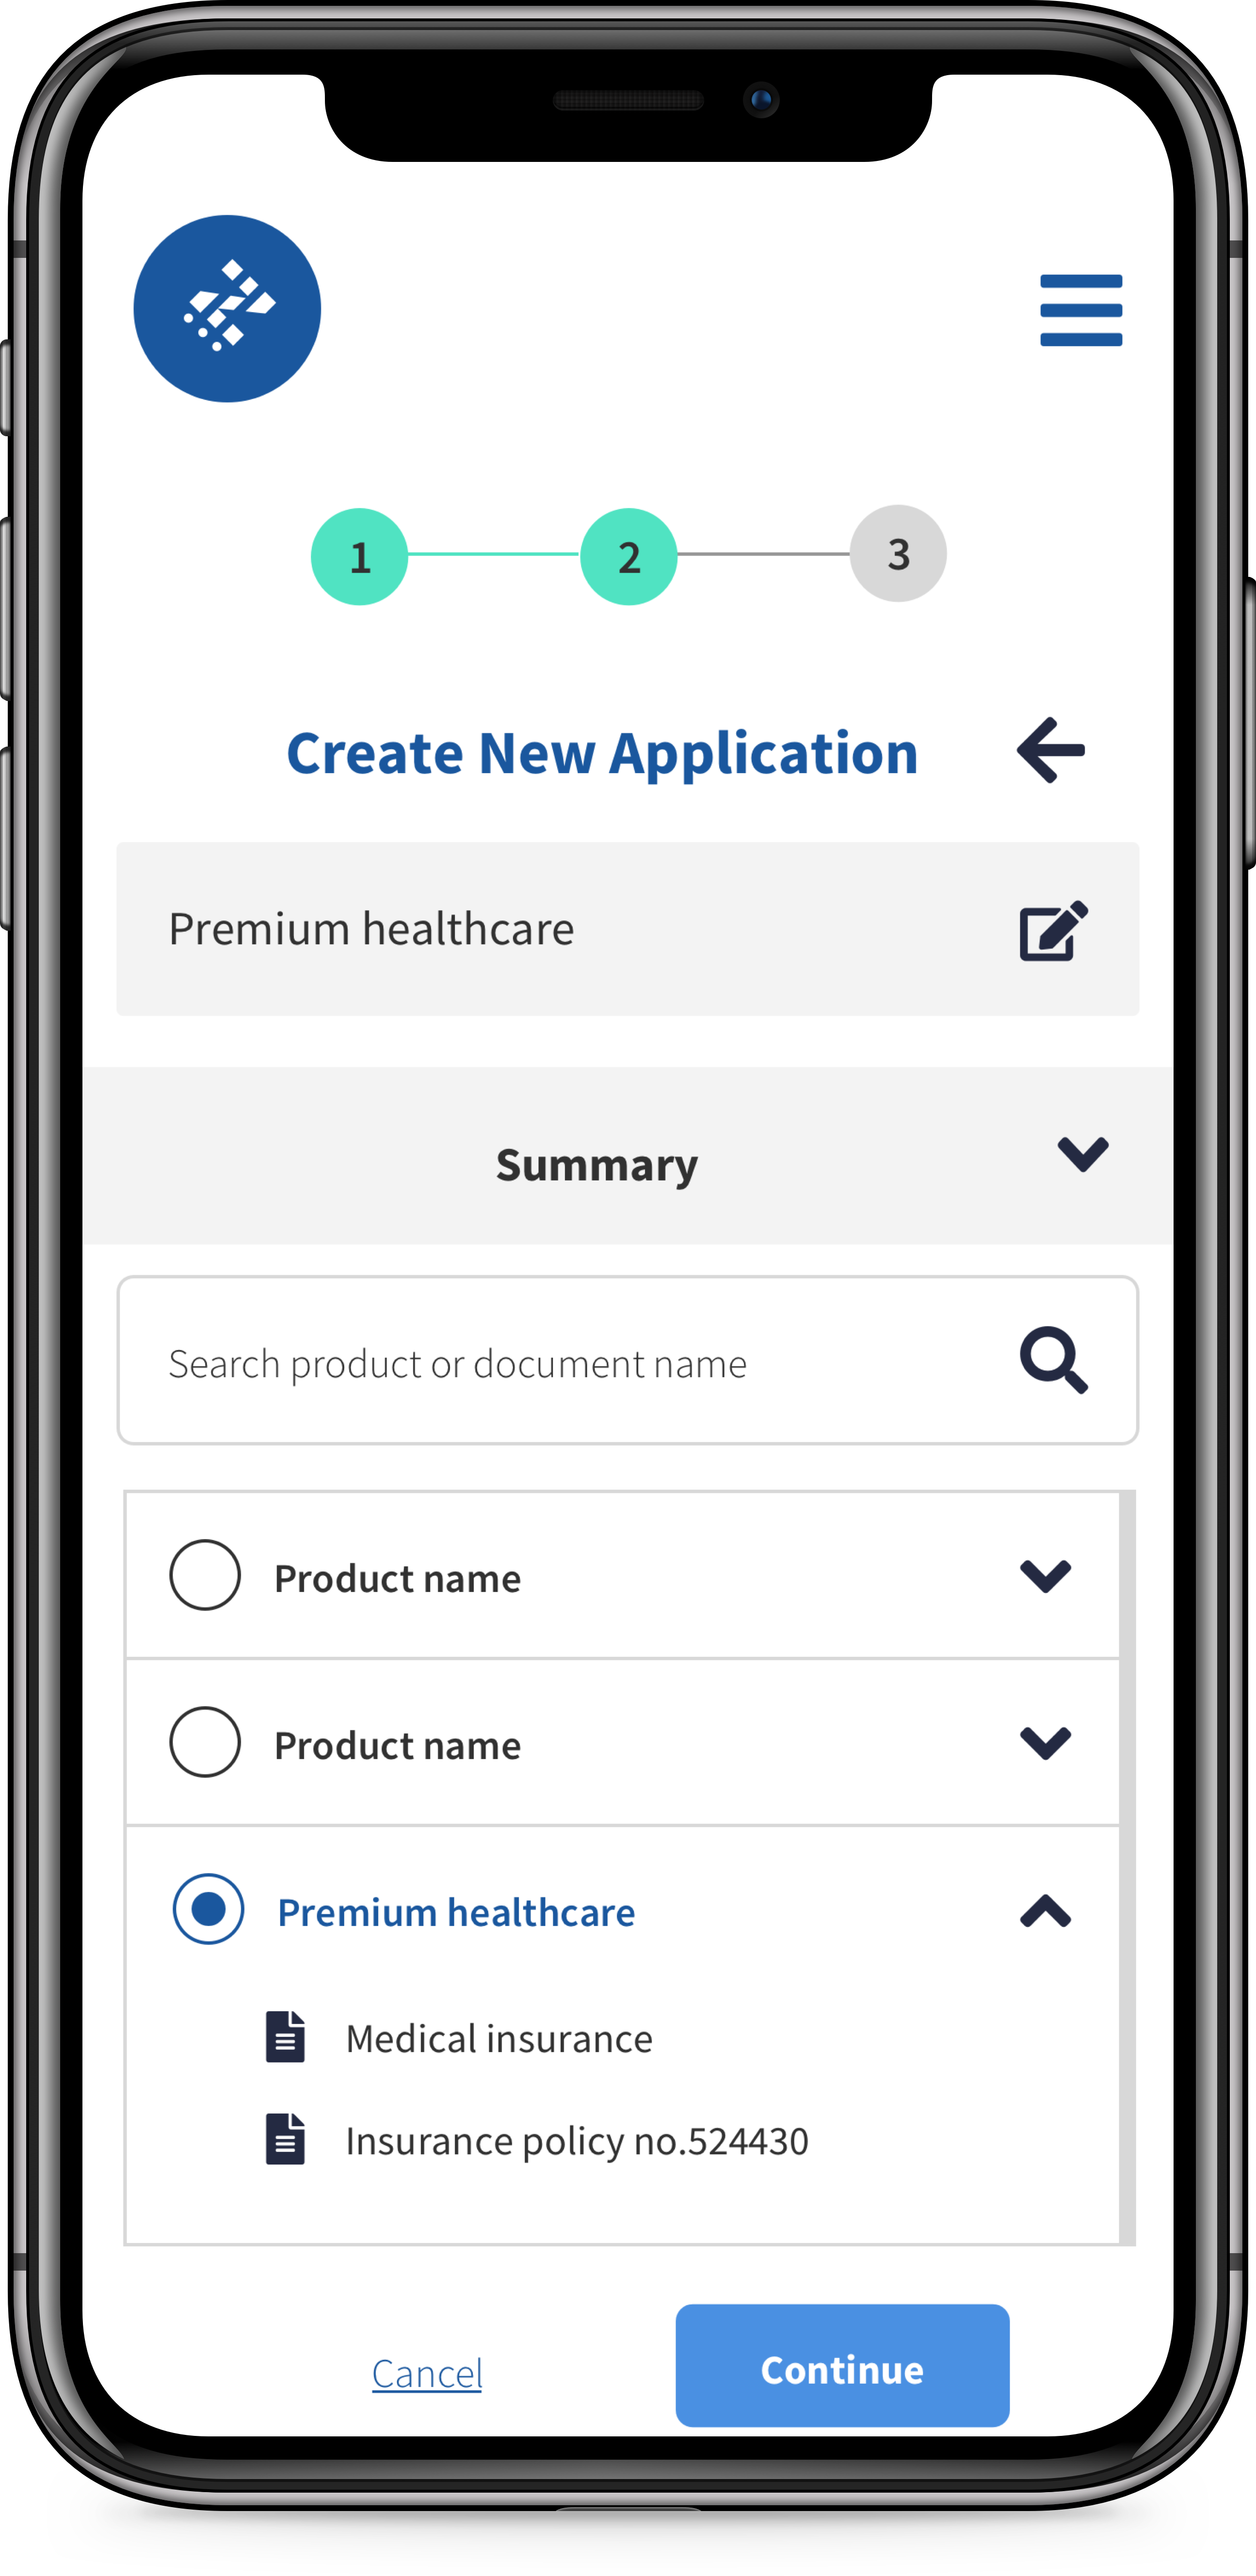 1 2 3
Create New Application
Premium healthcare
Summary
Search product or document name
Product name
Product name
Premium healthcare
Medical insurance
Insurance policy no.524430
Cancel Continue